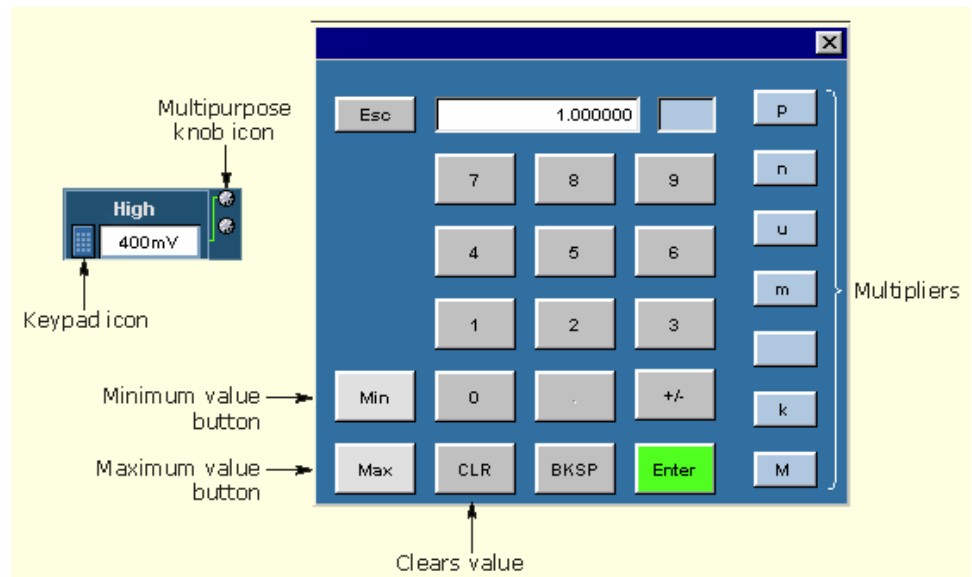 Multipurpose
knob icon
High
400mV
Keypad icon
Minimum value
button
Maximum value
button
Esc
1.000000
p
7
8
9
n
4
5
6
u
1
2
3
m
Min
0
.
+/-
k
Max
CLR
BKSP
Enter
M
Multipliers
Clears value